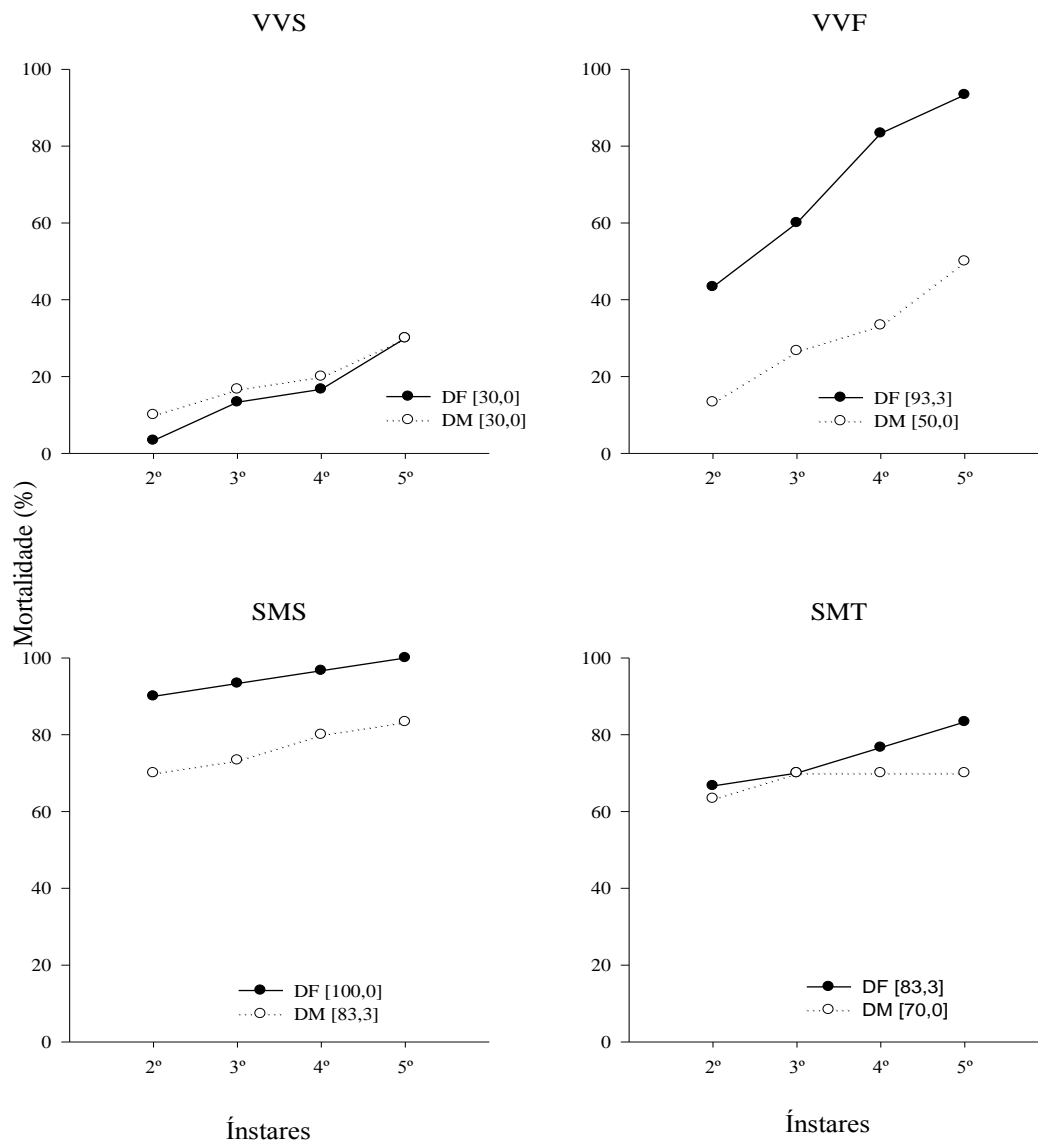 VVS
100
80
60
40
20
0
DF [30,0]
DM [30,0]
2º 3º 4º 5º
VVF
100
80
60
40
20
0
DF [93,3]
DM [50,0]
2º 3º 4º 5º
Mortalidade (%)
SMS
100
80
60
40
20
0
DF [100,0]
DM [83,3]
2º 3º 4º 5º
Ínstares
SMT
100
80
60
40
20
0
DF [83,3]
DM [70,0]
2º 3º 4º 5º
Ínstares